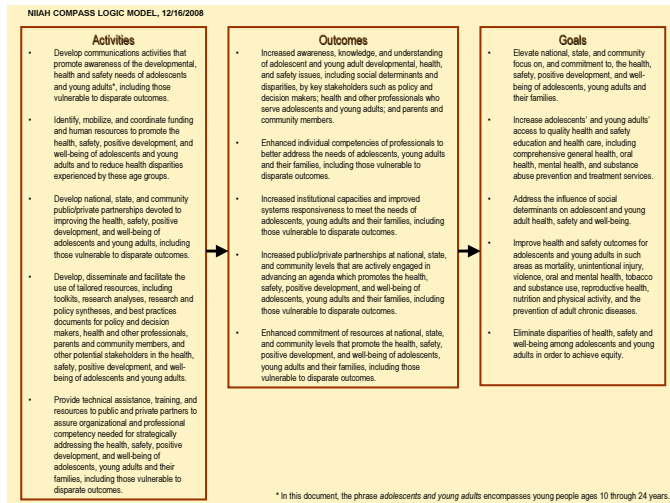 NIIAH COMPASS LOGIC MODEL, 12/16/2008
Activities
• Develop communications activities that
promote awareness of the developmental,
health and safety needs of adolescents
and young adults*, including those
vulnerable to disparate outcomes.
• Identify, mobilize, and coordinate funding
and human resources to promote the
health, safety, positive development, and
well-being of adolescents and young
adults and to reduce health disparities
experienced by these age groups.
• Develop national, state, and community
public/private partnerships devoted to
improving the health, safety, positive
development, and well-being of
adolescents and young adults, including
those vulnerable to disparate outcomes.
• Develop, disseminate and facilitate the
use of tailored resources, including
toolkits, research analyses, research and
policy syntheses, and best practices
documents for policy and decision
makers, health and other professionals,
parents and community members, and
other potential stakeholders in the health,
safety, positive development, and well-
being of adolescents and young adults.
• Provide technical assistance, training, and
resources to public and private partners to
assure organizational and professional
competency needed for strategically
addressing the health, safety, positive
development, and well-being of
adolescents, young adults and their
families, including those vulnerable to
disparate outcomes.
Outcomes
• Increased awareness, knowledge, and understanding
of adolescent and young adult developmental, health,
and safety issues, including social determinants and
disparities, by key stakeholders such as policy and
decision makers; health and other professionals who
serve adolescents and young adults; and parents and
community members.
• Enhanced individual competencies of professionals to
better address the needs of adolescents, young adults
and their families, including those vulnerable to
disparate outcomes.
• Increased institutional capacities and improved
systems responsiveness to meet the needs of
adolescents, young adults and their families, including
those vulnerable to disparate outcomes.
• Increased public/private partnerships at national, state,
and community levels that are actively engaged in
advancing an agenda which promotes the health,
safety, positive development, and well-being of
adolescents, young adults and their families, including
those vulnerable to disparate outcomes.
• Enhanced commitment of resources at national, state,
and community levels that promote the health, safety,
positive development, and well-being of adolescents,
young adults and their families, including those
vulnerable to disparate outcomes.
Goals
• Elevate national, state, and community
focus on, and commitment to, the health,
safety, positive development, and well-
being of adolescents, young adults and
their families.
• Increase adolescents' and young adults'
access to quality health and safety
education and health care, including
comprehensive general health, oral
health, mental health, and substance
abuse prevention and treatment services.
• Address the influence of social
determinants on adolescent and young
adult health, safety and well-being.
• Improve health and safety outcomes for
adolescents and young adults in such
areas as mortality, unintentional injury,
violence, oral and mental health, tobacco
and substance use, reproductive health,
nutrition and physical activity, and the
prevention of adult chronic diseases.
• Eliminate disparities of health, safety and
well-being among adolescents and young
adults in order to achieve equity.
* In this document, the phrase adolescents and young adults encompasses young people ages 10 through 24 years.